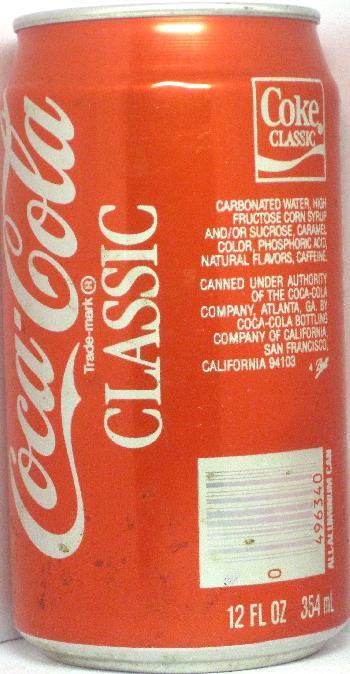 Coca-Cola
Trade-mark ®
CLASSIC
Coke
CLASSIC
CARBONATED WATER, HIGH
FRUCTOSE CORN SYRUP
AND/OR SUCROSE, CARAMEL
COLOR, PHOSPHORIC ACID,
NATURAL FLAVORS, CAFFEINE.
CANNED UNDER AUTHORITY
OF THE COCA-COLA
COMPANY, ATLANTA, GA. BY
COCA-COLA BOTTLING
COMPANY OF CALIFORNIA,
SAN FRANCISCO,
CALIFORNIA 94103
0
496340
ALL-ALUMINUM CAN
12 FL OZ 354 mL